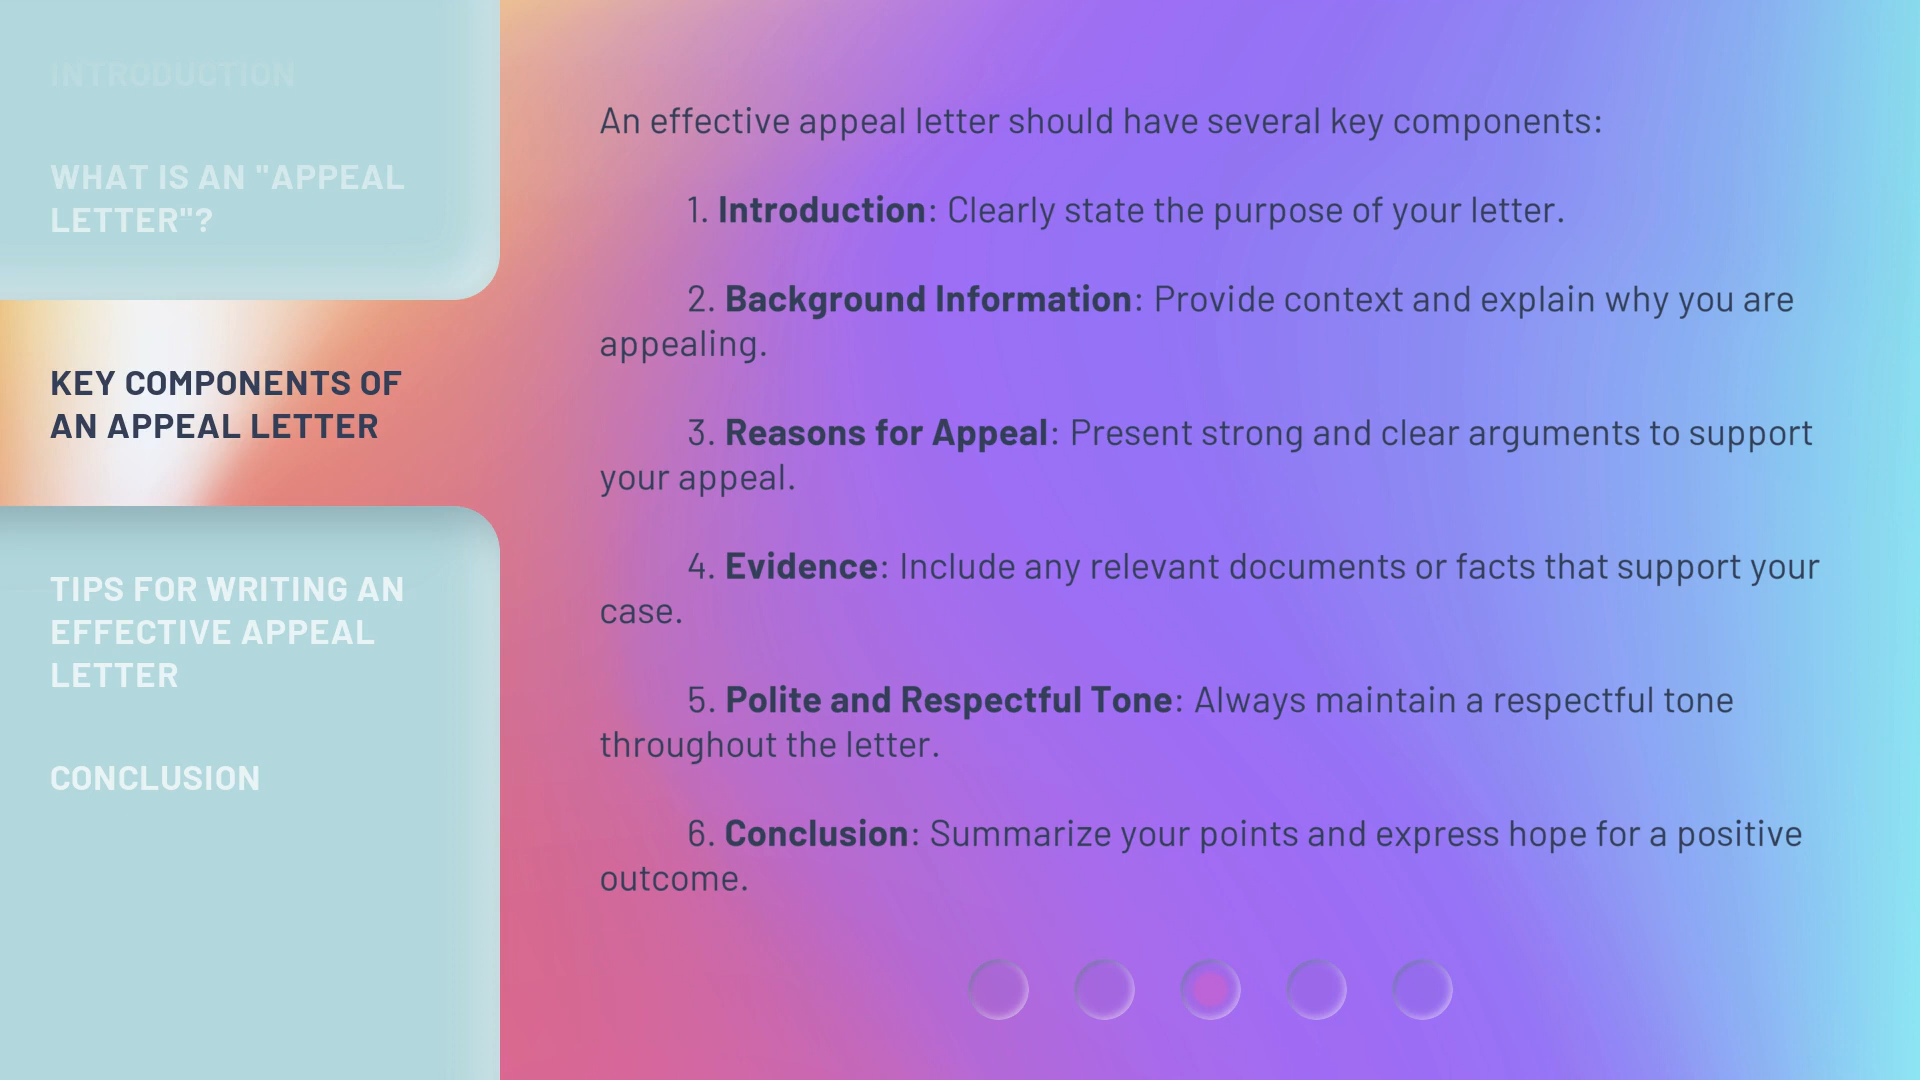 INTRODUCTION
WHAT IS AN "APPEAL
LETTER"?
KEY COMPONENTS OF
AN APPEAL LETTER
TIPS FOR WRITING AN
EFFECTIVE APPEAL
LETTER
CONCLUSION
An effective appeal letter should have several key components:
1. Introduction: Clearly state the purpose of your letter.
2. Background Information: Provide context and explain why you are
appealing.
3. Reasons for Appeal: Present strong and clear arguments to support
your appeal.
4. Evidence: Include any relevant documents or facts that support your
case.
5. Polite and Respectful Tone: Always maintain a respectful tone
throughout the letter.
6. Conclusion: Summarize your points and express hope for a positive
outcome.